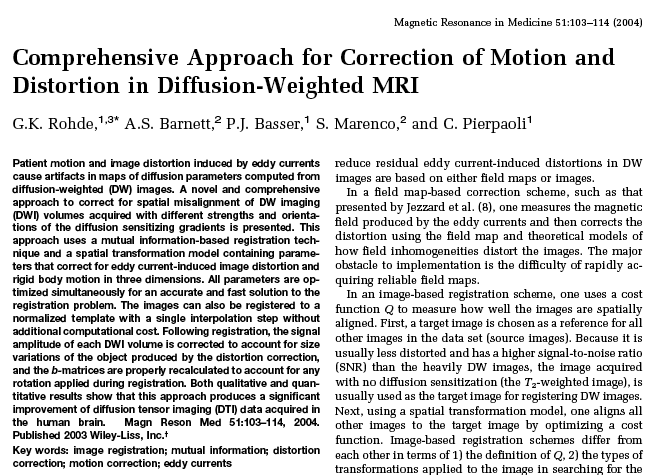 Magnetic Resonance in Medicine 51:103–114 (2004)
Comprehensive Approach for Correction of Motion and
Distortion in Diffusion-Weighted MRI
G.K. Rohde,1,3* A.S. Barnett,2 P.J. Basser,1 S. Marenco,2 and C. Pierpaoli1
Patient motion and image distortion induced by eddy currents
cause artifacts in maps of diffusion parameters computed from
diffusion-weighted (DW) images. A novel and comprehensive
approach to correct for spatial misalignment of DW imaging
(DWI) volumes acquired with different strengths and orienta-
tions of the diffusion sensitizing gradients is presented. This
approach uses a mutual information-based registration tech-
nique and a spatial transformation model containing parame-
ters that correct for eddy current-induced image distortion and
rigid body motion in three dimensions. All parameters are op-
timized simultaneously for an accurate and fast solution to the
registration problem. The images can also be registered to a
normalized template with a single interpolation step without
additional computational cost. Following registration, the signal
amplitude of each DWI volume is corrected to account for size
variations of the object produced by the distortion correction,
and the b-matrices are properly recalculated to account for any
rotation applied during registration. Both qualitative and quan-
titative results show that this approach produces a significant
improvement of diffusion tensor imaging (DTI) data acquired in
the human brain. Magn Reson Med 51:103–114, 2004.
Published 2003 Wiley-Liss, Inc.†
Key words: image registration; mutual information; distortion
correction; motion correction; eddy currents
reduce residual eddy current-induced distortions in DW
images are based on either field maps or images.
In a field map-based correction scheme, such as that
presented by Jezzard et al. (8), one measures the magnetic
field produced by the eddy currents and then corrects the
distortion using the field map and theoretical models of
how field inhomogeneities distort the images. The major
obstacle to implementation is the difficulty of rapidly ac-
quiring reliable field maps.
In an image-based registration scheme, one uses a cost
function Q to measure how well the images are spatially
aligned. First, a target image is chosen as a reference for all
other images in the data set (source images). Because it is
usually less distorted and has a higher signal-to-noise ratio
(SNR) than the heavily DW images, the image acquired
with no diffusion sensitization (the T2-weighted image), is
usually used as the target image for registering DW images.
Next, using a spatial transformation model, one aligns all
other images to the target image by optimizing a cost
function. Image-based registration schemes differ from
each other in terms of 1) the definition of Q, 2) the types of
transformations applied to the image in searching for the